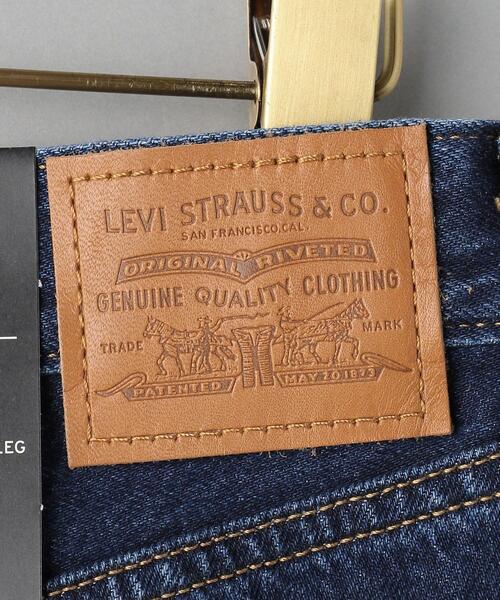 LEVI STRAUSS & CO.
SAN FRANCISCO,CAL.
ORIGINAL RIVETED
GENUINE QUALITY CLOTHING
TRADE MARK
PATENTED MAY 20.1873
LEG